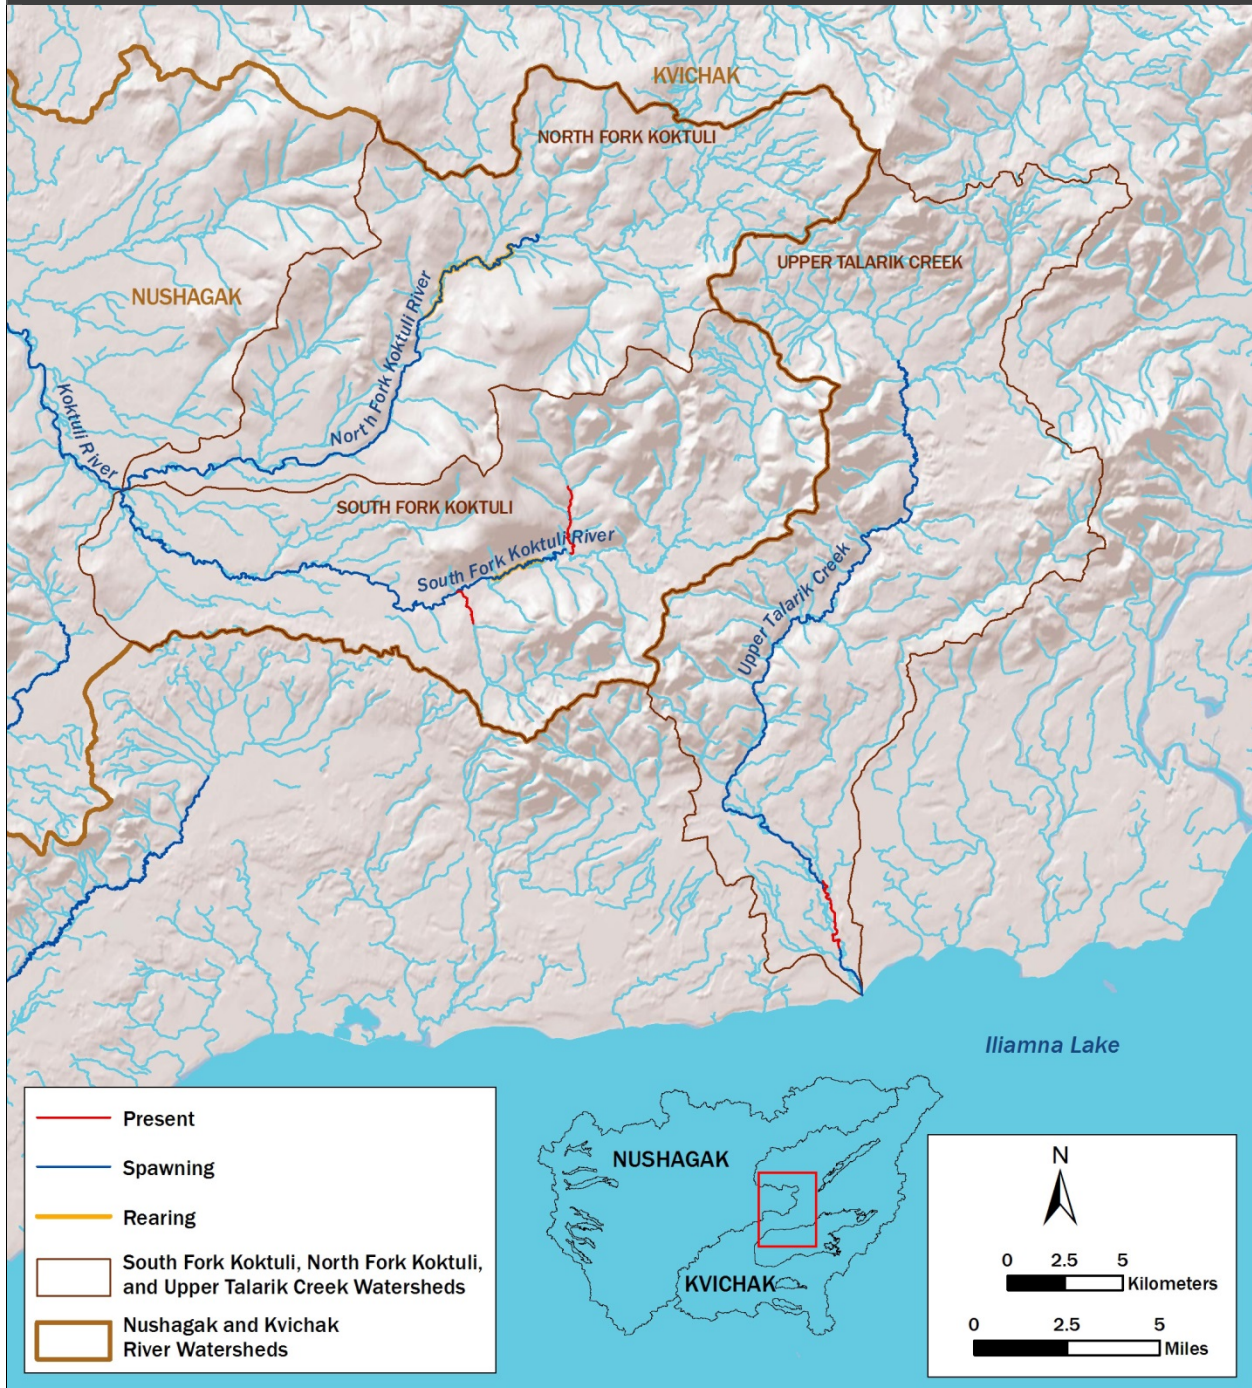 KVICHAK
NORTH FORK KOKTULI
UPPER TALARIK CREEK
NUSHAGAK
North Fork Koktuli River
Koktuli River
SOUTH FORK KOKTULI
South Fork Koktuli River
Upper Talarik Creek
Iliamna Lake
Present
Spawning
Rearing
South Fork Koktuli, North Fork Koktuli,
and Upper Talarik Creek Watersheds
Nushagak and Kvichak
River Watersheds
NUSHAGAK
KVICHAK
N
0 2.5 5
Kilometers
0 2.5 5
Miles